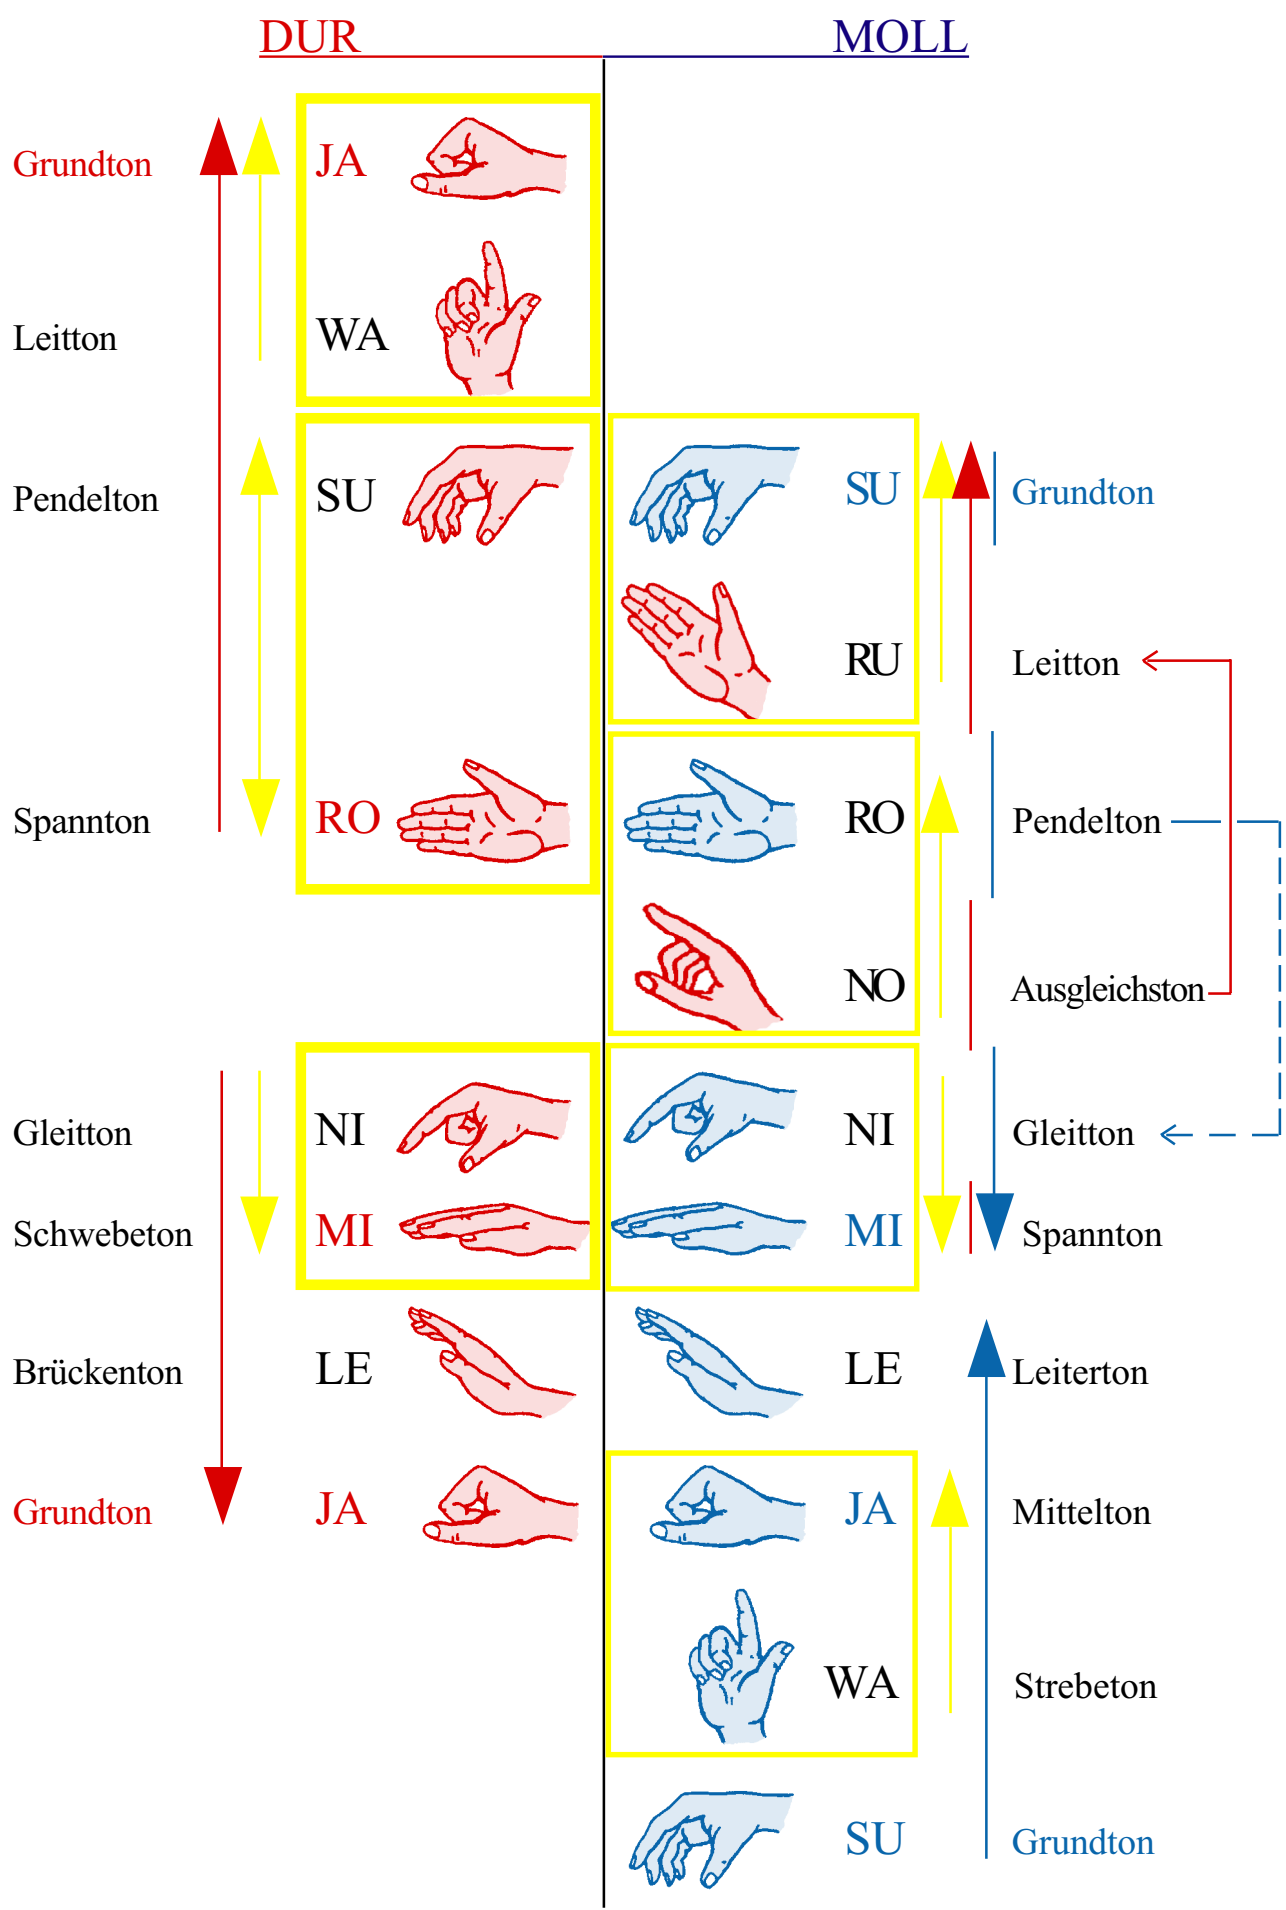 DUR MOLL
Grundton JA
Leitton WA
Pendelton SU SU Grundton
RU Leitton
Spannton RO RO Pendelton
NO Ausgleichston
Gleitton NI NI Gleitton
Schwebeton MI MI Spannton
Brückenton LE LE Leiterton
Grundton JA JA Mittelton
WA Strebeton
SU Grundton